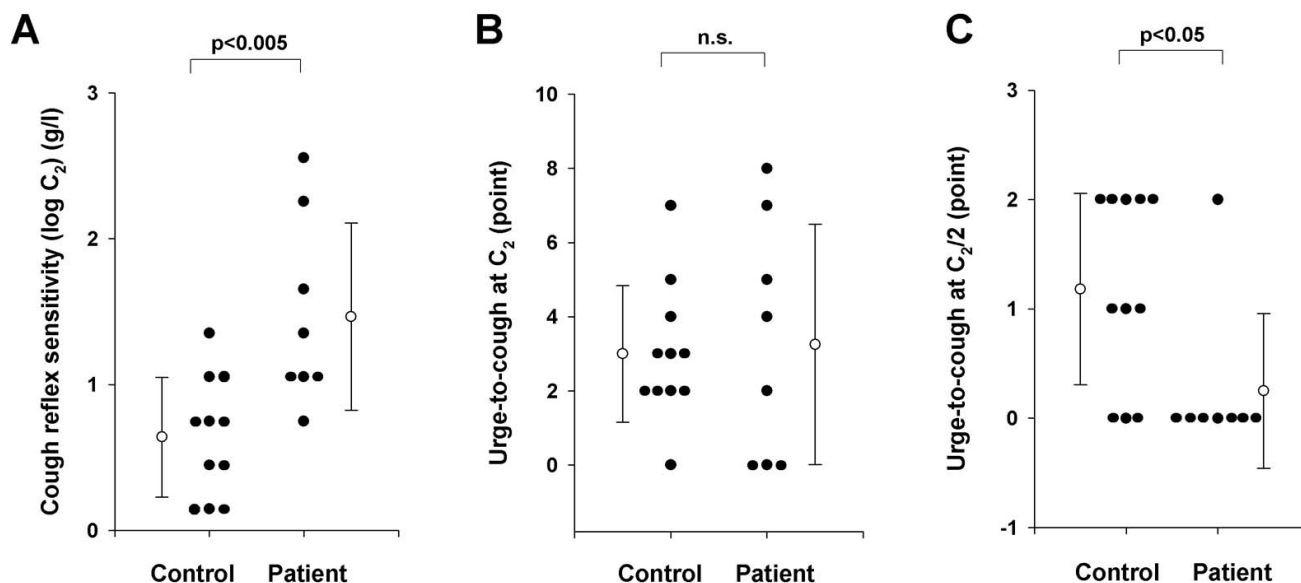 A
p<0.005
Cough reflex sensitivity (log C₂) (g/l)
3
2
1
0
Control Patient
B
n.s.
Urge-to-cough at C₂ (point)
10
8
6
4
2
0
Control Patient
C
p<0.05
Urge-to-cough at C₂/2 (point)
3
2
1
0
-1
Control Patient